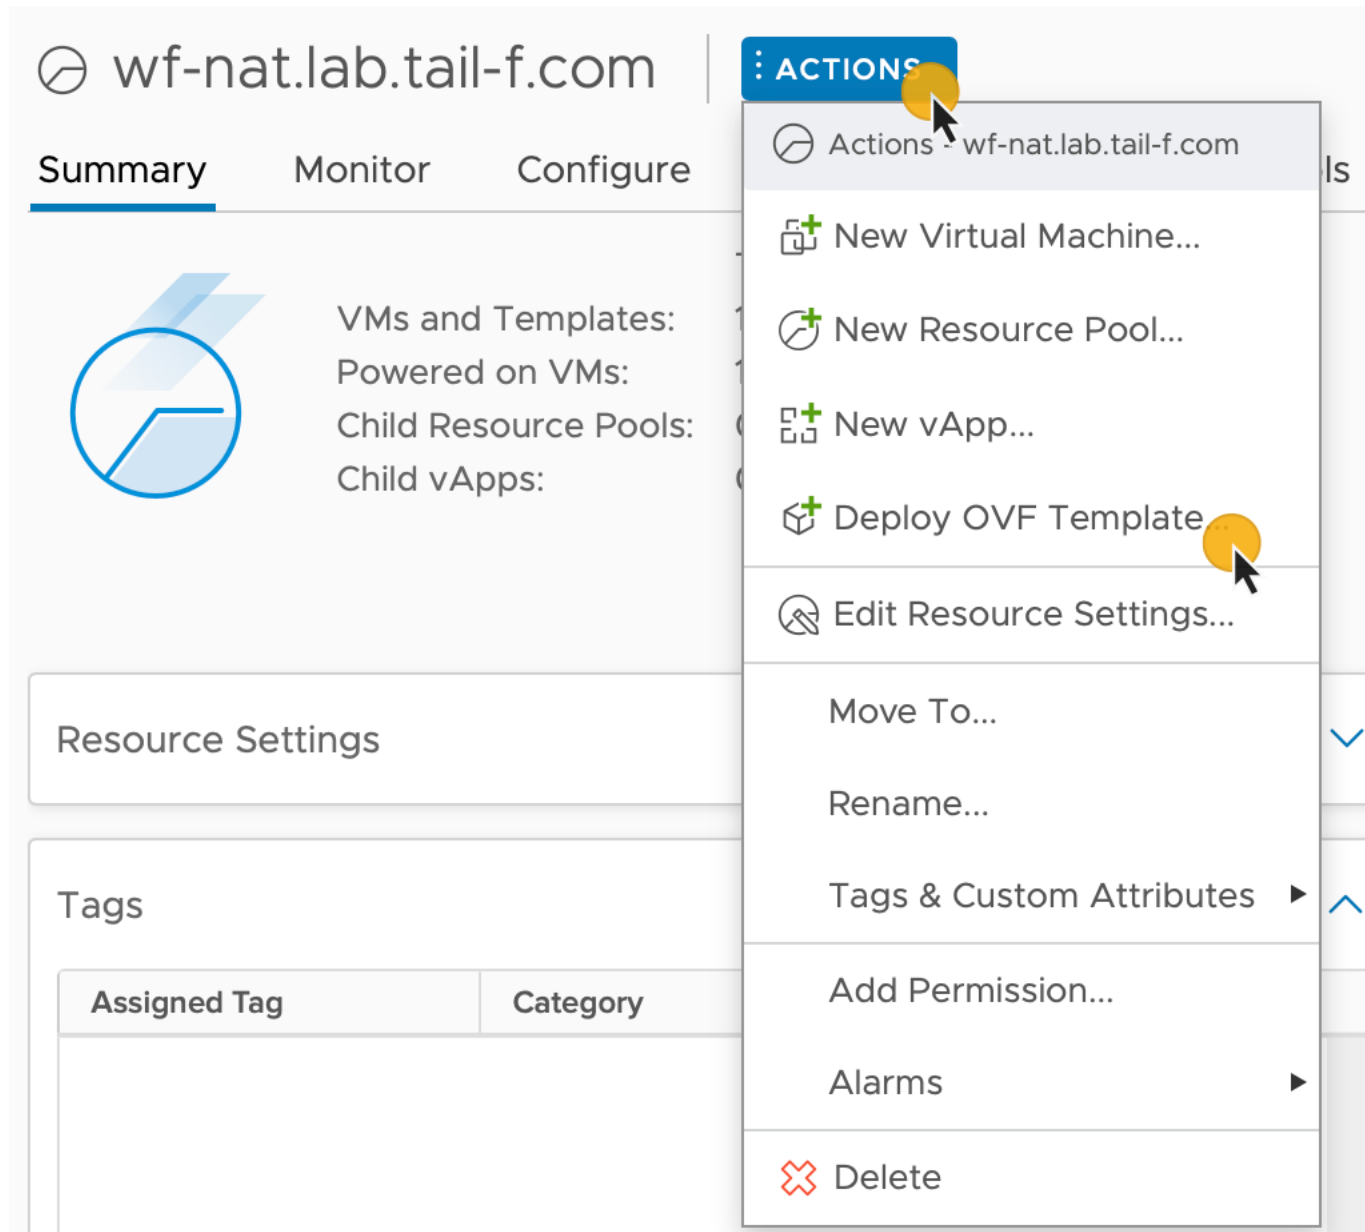 wf-nat.lab.tail-f.com
ACTIONS
Actions - wf-nat.lab.tail-f.com
Summary Monitor Configure
New Virtual Machine...
New Resource Pool...
New vApp...
Deploy OVF Template...
Edit Resource Settings...
Move To...
Rename...
Tags & Custom Attributes
Add Permission...
Alarms
Delete
VMs and Templates:
Powered on VMs:
Child Resource Pools:
Child vApps:
Resource Settings
Tags
Assigned Tag Category